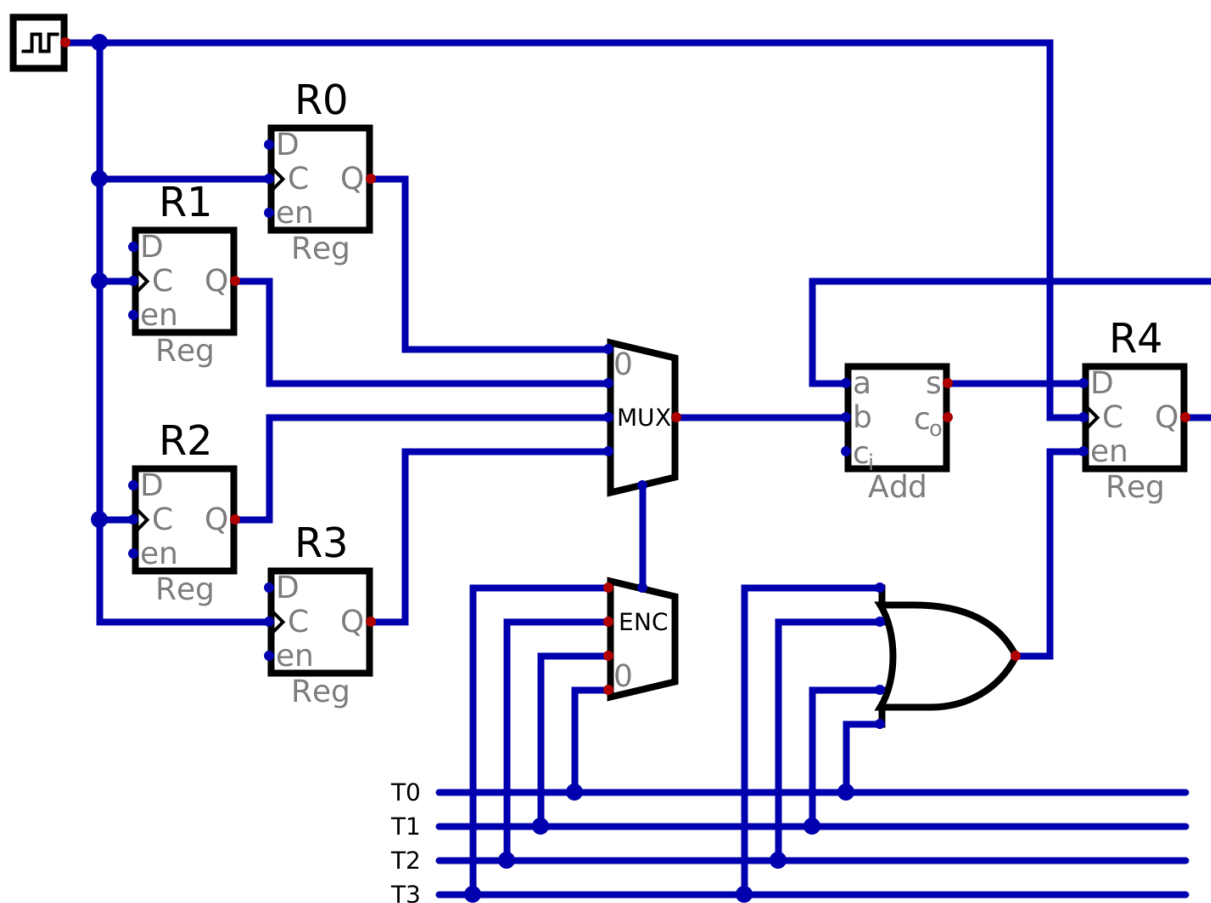 R0
D
C Q
en
Reg
R1
D
C Q
en
Reg
R2
D
C Q
en
Reg
R3
D
C Q
en
Reg
0
MUX
ENC
0
a s
b co
ci
Add
R4
D
C Q
en
Reg
T0
T1
T2
T3